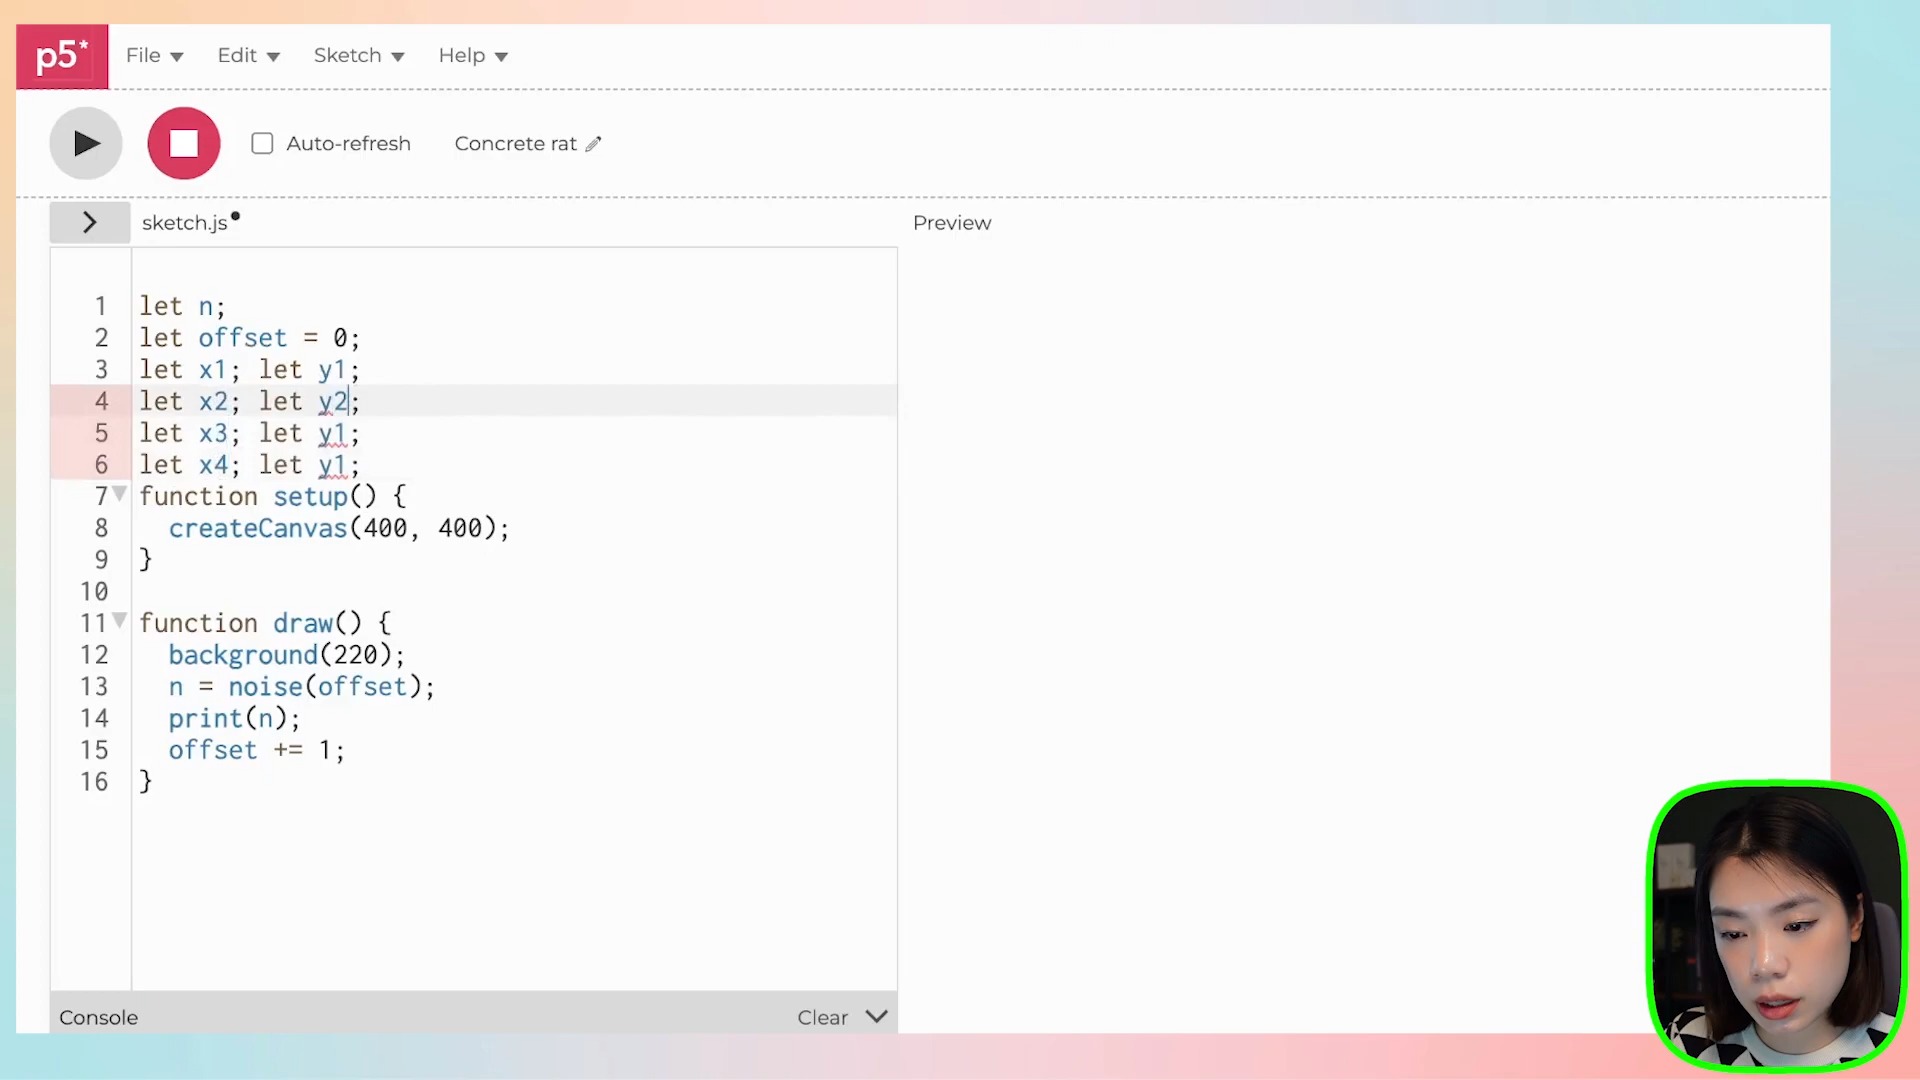 p5* File Edit Sketch Help
Auto-refresh Concrete rat
sketch.js Preview
1 let n;
2 let offset = 0;
3 let x1; let y1;
4 let x2; let y2;
5 let x3; let y1;
6 let x4; let y1;
7 function setup() {
8 createCanvas(400, 400);
9 }
10
11 function draw() {
12 background(220);
13 n = noise(offset);
14 print(n);
15 offset += 1;
16 }
Console Clear